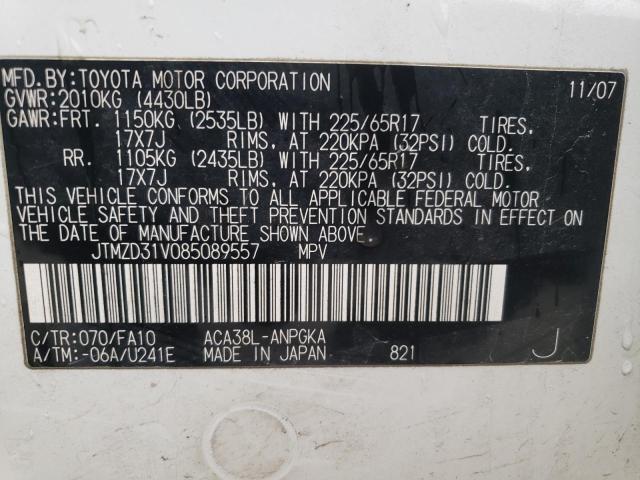 MFD. BY: TOYOTA MOTOR CORPORATION 11/07
GVWR: 2010KG (4430LB)
GAWR: FRT. 1150KG (2535LB) WITH 225/65R17 TIRES,
17X7J RIMS, AT 220KPA (32PSI) COLD.
RR. 1105KG (2435LB) WITH 225/65R17 TIRES,
17X7J RIMS, AT 220KPA (32PSI) COLD.
THIS VEHICLE CONFORMS TO ALL APPLICABLE FEDERAL MOTOR
VEHICLE SAFETY AND THEFT PREVENTION STANDARDS IN EFFECT ON
THE DATE OF MANUFACTURE SHOWN ABOVE.
JTMZD31V085089557 MPV
C/TR: 070/FA10 ACA38L-ANPGKA
A/TM: -06A/U241E MADE IN JAPAN 821 J